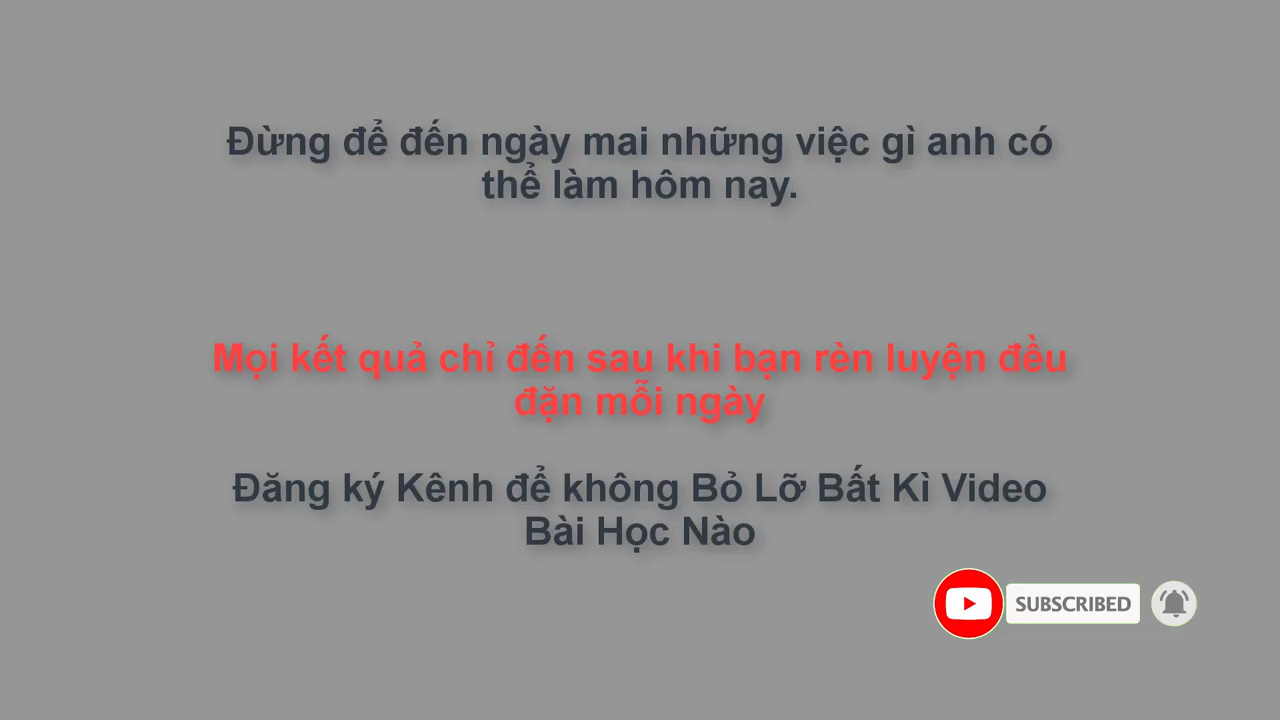 Đừng để đến ngày mai những việc gì anh có
thể làm hôm nay.
Mọi kết quả chỉ đến sau khi bạn rèn luyện đều
đặn mỗi ngày
Đăng ký Kênh để không Bỏ Lỡ Bất Kì Video
Bài Học Nào
SUBSCRIBED